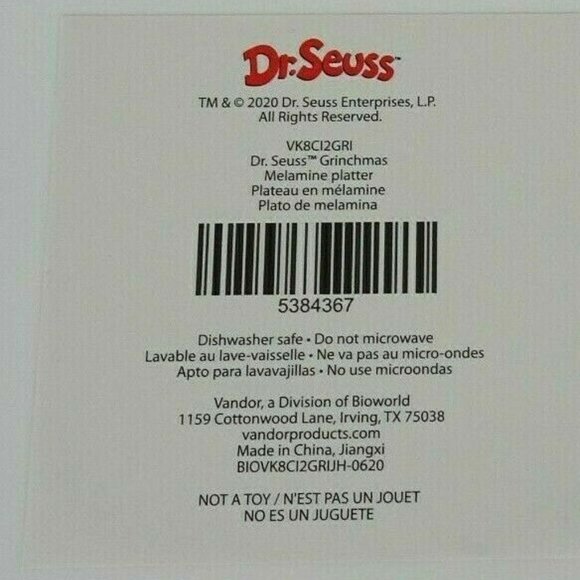 Dr. Seuss™
TM & © 2020 Dr. Seuss Enterprises, L.P.
All Rights Reserved.
VK8CI2GRI
Dr. Seuss™ Grinchmas
Melamine platter
Plateau en mélamine
Plato de melamina
5384367
Dishwasher safe • Do not microwave
Lavable au lave-vaisselle • Ne va pas au micro-ondes
Apto para lavavajillas • No use microondas
Vandor, a Division of Bioworld
1159 Cottonwood Lane, Irving, TX 75038
vandorproducts.com
Made in China, Jiangxi
BIOVK8CI2GRIJH-0620
NOT A TOY / N'EST PAS UN JOUET
NO ES UN JUGUETE